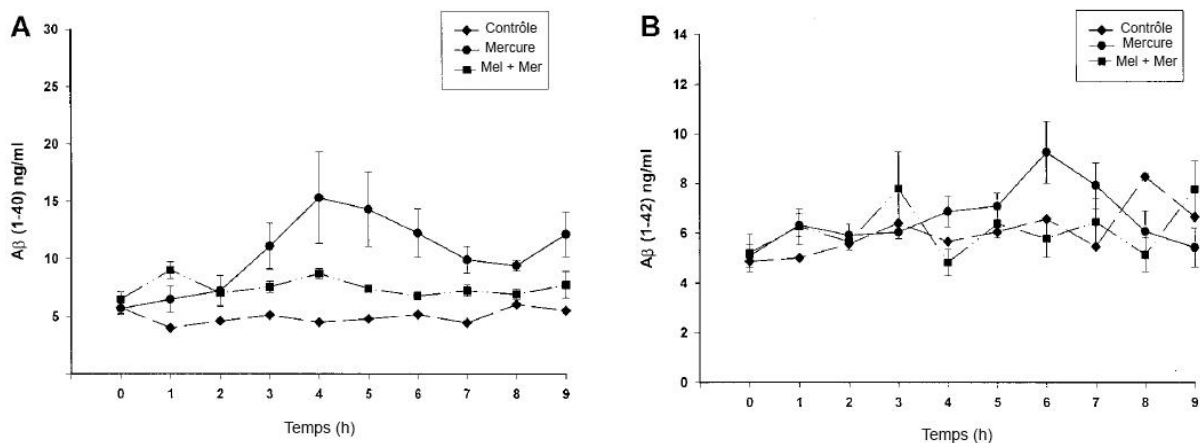 A
Contrôle
Mercure
Mel + Mer
Aβ (1-40) ng/ml
30
25
20
15
10
5
0 1 2 3 4 5 6 7 8 9
Temps (h)
B
Contrôle
Mercure
Mel + Mer
Aβ (1-42) ng/ml
14
12
10
8
6
4
2
0
0 1 2 3 4 5 6 7 8 9
Temps (h)